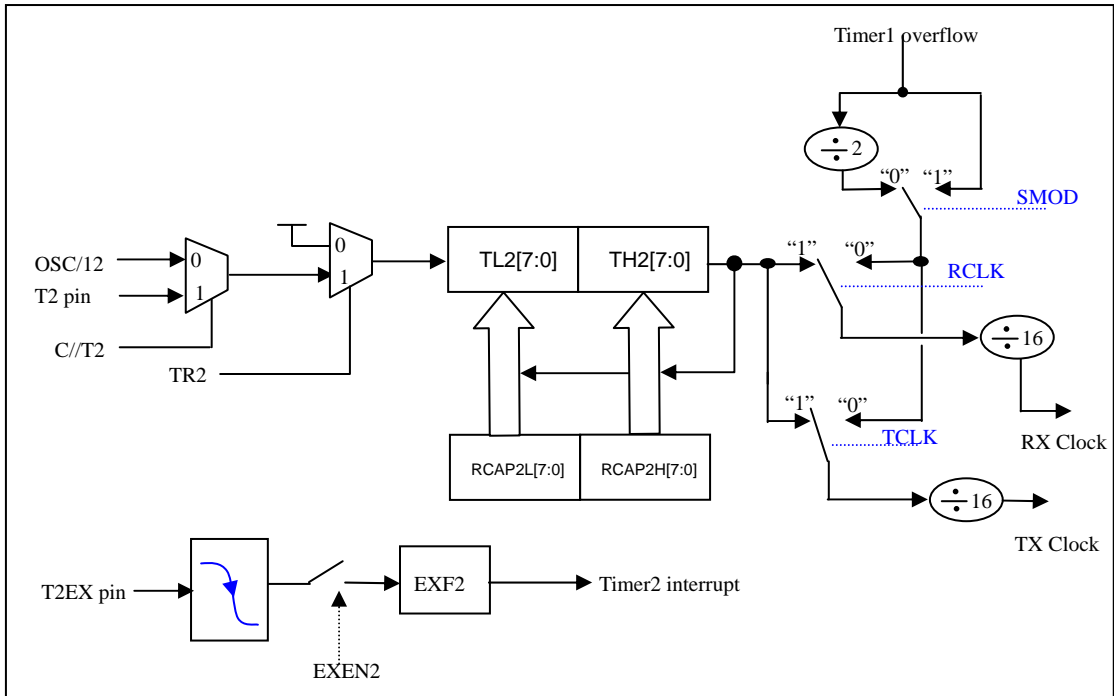 Timer1 overflow
÷ 2
“0” “1”
SMOD
OSC/12
T2 pin
0
1
C//T2
0
1
TR2
TL2[7:0] TH2[7:0]
“1” “0”
RCLK
÷ 16
RX Clock
“1” “0”
TCLK
RCAP2L[7:0] RCAP2H[7:0]
÷ 16
TX Clock
T2EX pin
EXF2
Timer2 interrupt
EXEN2